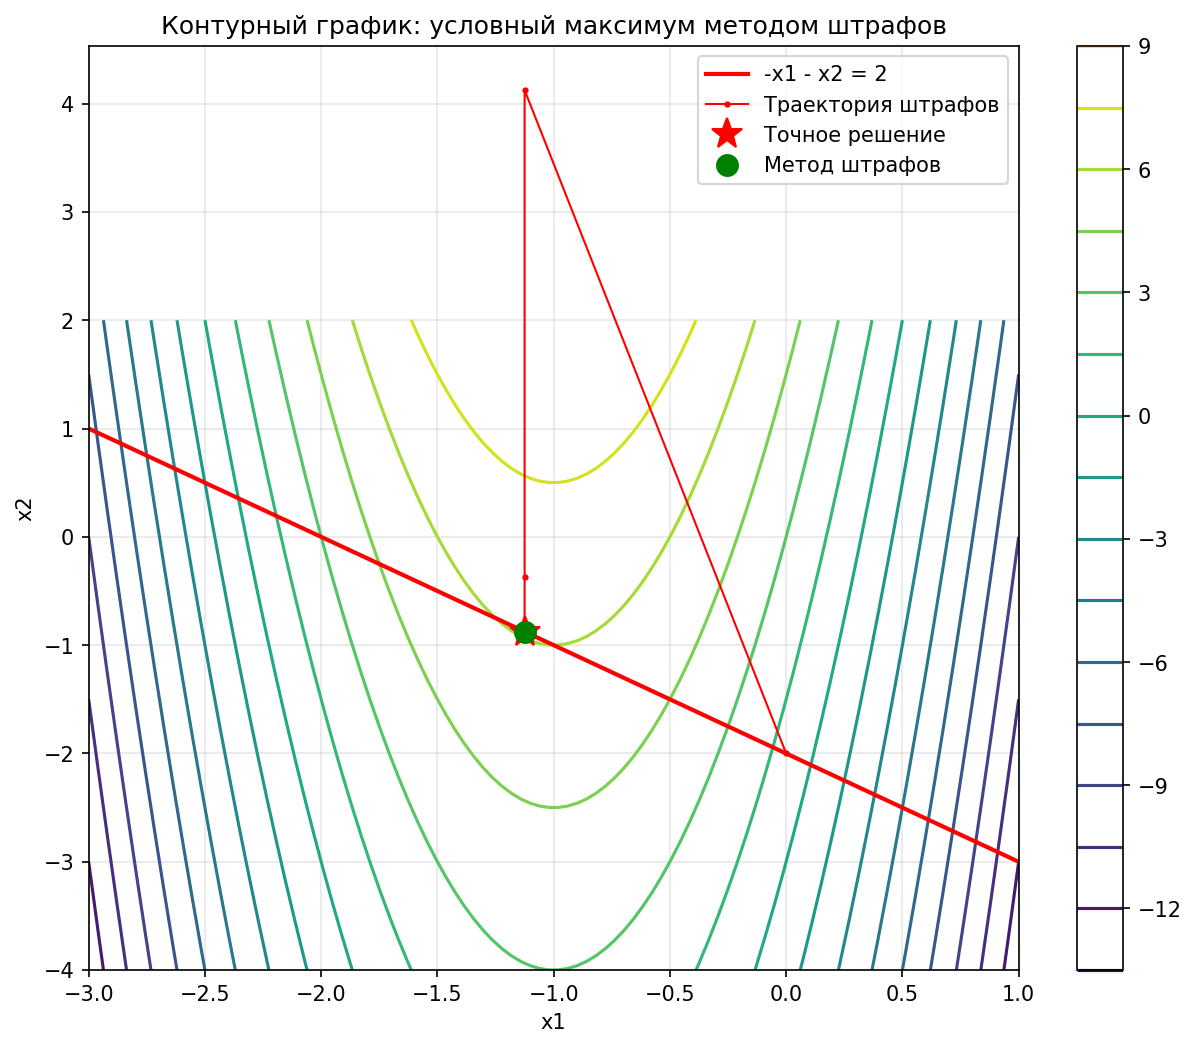 Контурный график: условный максимум методом штрафов
-x1 - x2 = 2
Траектория штрафов
Точное решение
Метод штрафов
x2
4
3
2
1
0
−1
−2
−3
−4
−3.0 −2.5 −2.0 −1.5 −1.0 −0.5 0.0 0.5 1.0
x1
9
6
3
0
−3
−6
−9
−12